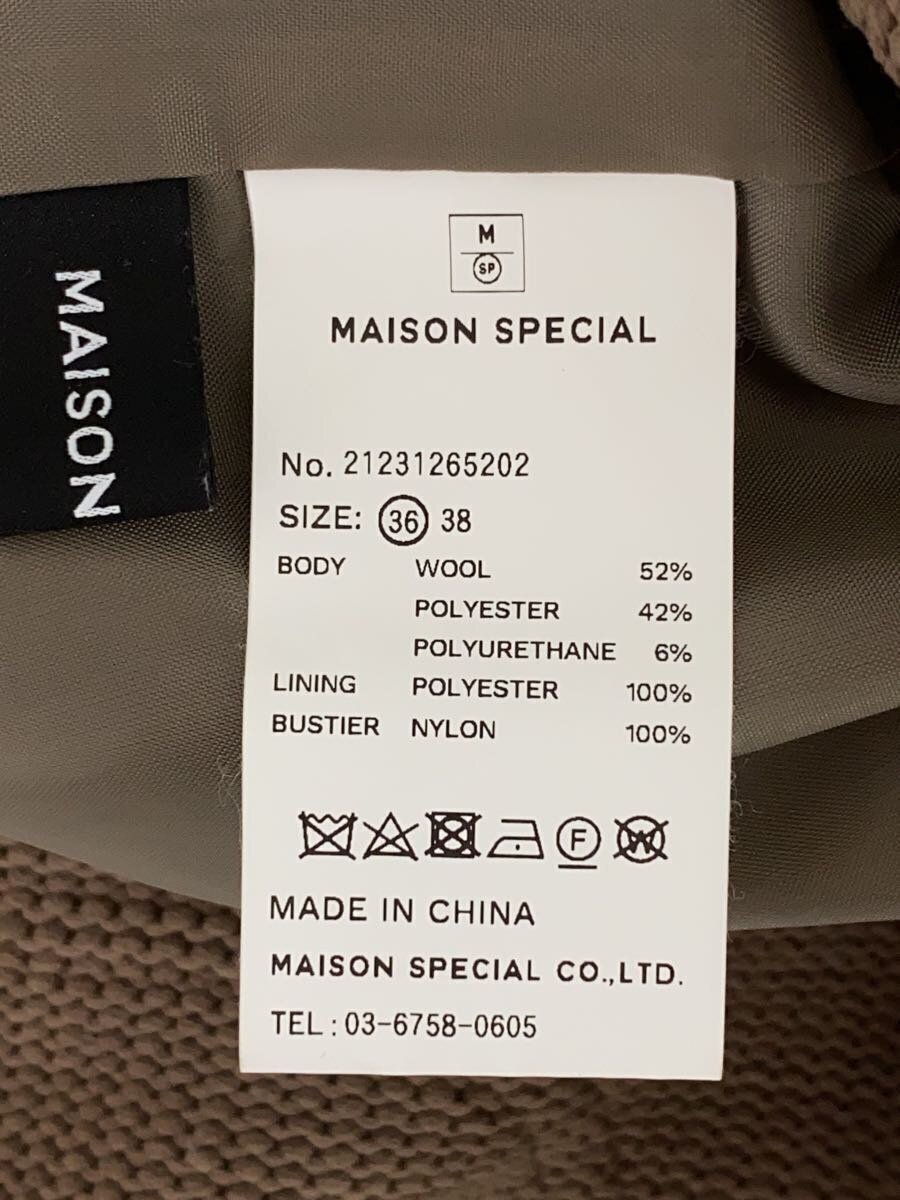 MAISON
M
SP
MAISON SPECIAL
No. 21231265202
SIZE: 36 38
BODY WOOL 52%
POLYESTER 42%
POLYURETHANE 6%
LINING POLYESTER 100%
BUSTIER NYLON 100%
F W
MADE IN CHINA
MAISON SPECIAL CO.,LTD.
TEL : 03-6758-0605